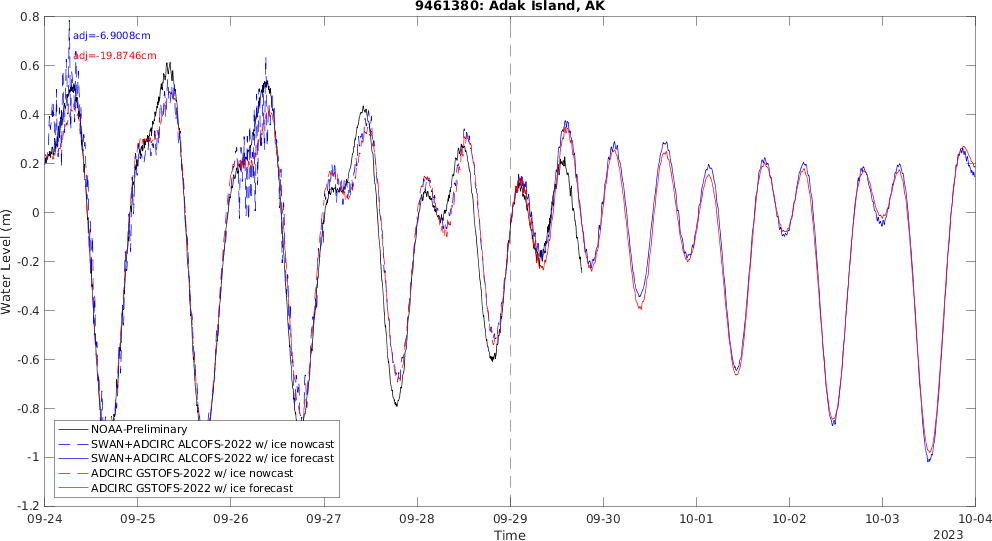 9461380: Adak Island, AK
adj=-6.9008cm
adj=-19.8746cm
Water Level (m)
0.8
0.6
0.4
0.2
0
-0.2
-0.4
-0.6
-0.8
-1
-1.2
NOAA-Preliminary
SWAN+ADCIRC ALCOFS-2022 w/ ice nowcast
SWAN+ADCIRC ALCOFS-2022 w/ ice forecast
ADCIRC GSTOFS-2022 w/ ice nowcast
ADCIRC GSTOFS-2022 w/ ice forecast
09-24 09-25 09-26 09-27 09-28 09-29 09-30 10-01 10-02 10-03 10-04
Time
2023